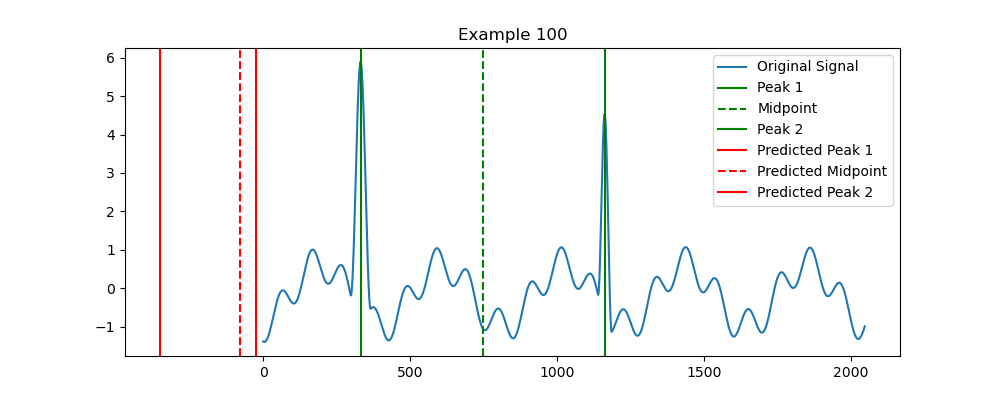 Example 100
6
5
4
3
2
1
0
−1
0
500
1000
1500
2000
Original Signal
Peak 1
Midpoint
Peak 2
Predicted Peak 1
Predicted Midpoint
Predicted Peak 2